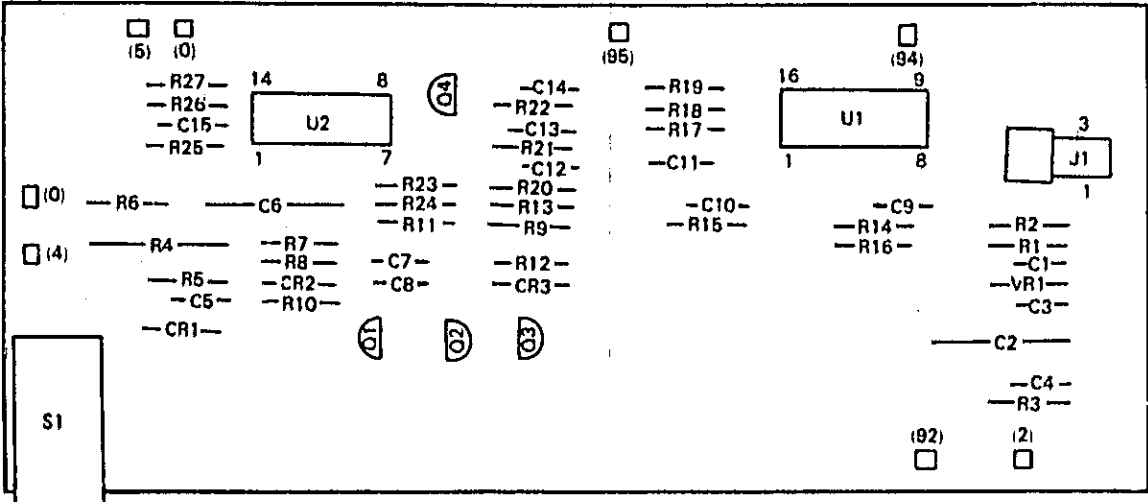 (5) (0) (95) (94)
R27 14 8 Q4 C14 R19 16 9
R26 R22 R18
C15 U2 C13 R17 U1 3
R25 1 7 R21 1 8 J1
C12 C11
(0) R23 R20 1
R6 C6 R24 R13 C10 C9
R11 R9 R15 R14 R2
(4) R4 R7 R16 R1
R8 C7 R12 C1
R5 CR2 C8 CR3 VR1
C5 R10 C3
CR1 Q1 Q2 Q3
C2
C4
R3
S1
(92) (2)